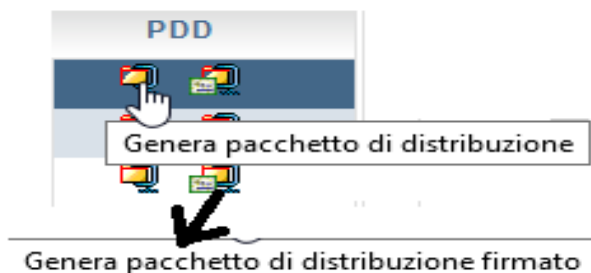 PDD
Genera pacchetto di distribuzione
Genera pacchetto di distribuzione firmato